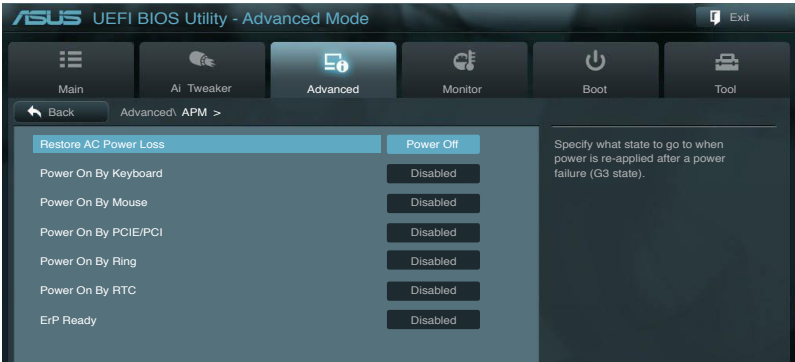 ASUS UEFI BIOS Utility - Advanced Mode
Exit
Main
Ai Tweaker
Advanced
Monitor
Boot
Tool
Back
Advanced\ APM >
Restore AC Power Loss Power Off
Power On By Keyboard Disabled
Power On By Mouse Disabled
Power On By PCIE/PCI Disabled
Power On By Ring Disabled
Power On By RTC Disabled
ErP Ready Disabled
Specify what state to go to when
power is re-applied after a power
failure (G3 state).